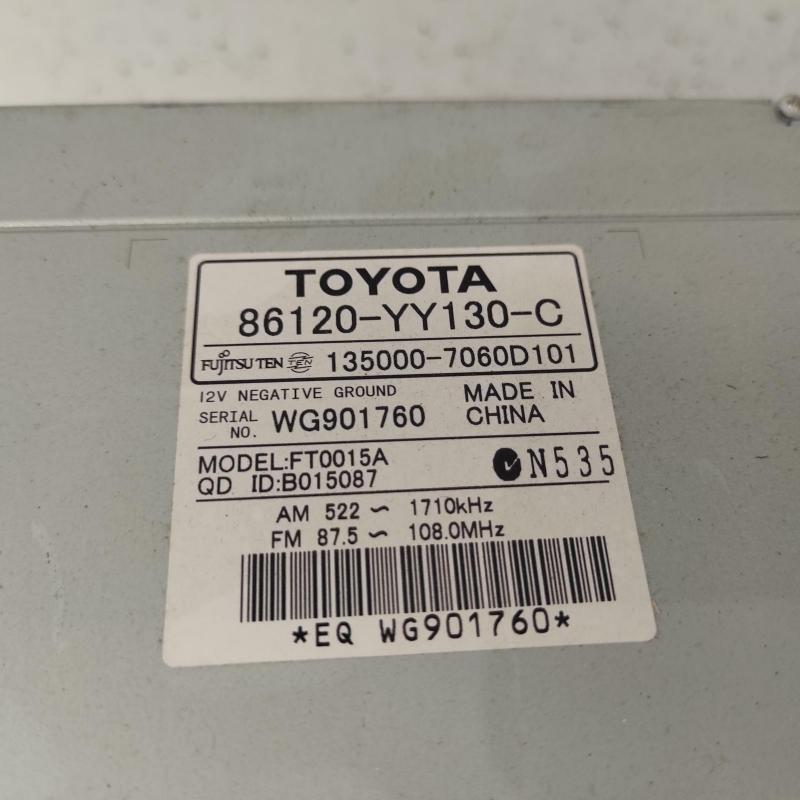 TOYOTA
86120-YY130-C
FUJITSU TEN TEN 135000-7060D101
12V NEGATIVE GROUND
MADE IN CHINA
SERIAL NO. WG901760
MODEL:FT0015A
QD ID:B015087
N535
AM 522 ~ 1710kHz
FM 87.5 ~ 108.0MHz
*EQ WG901760*